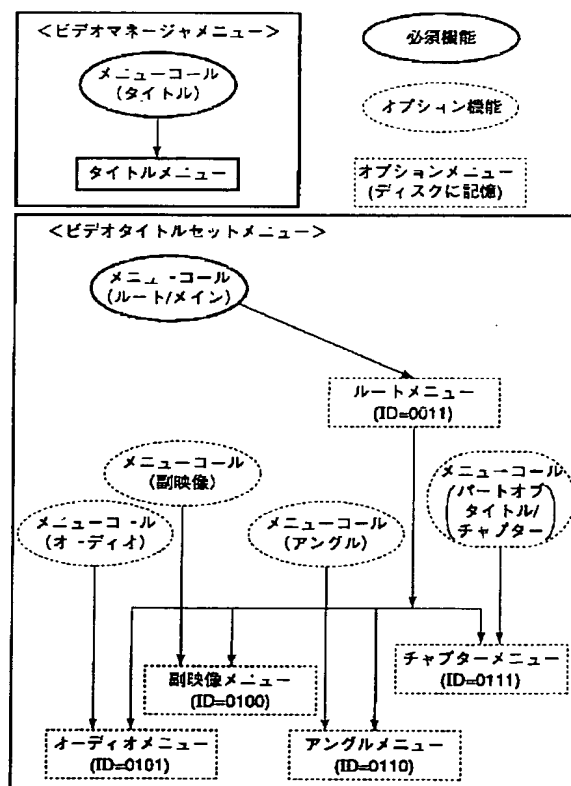 ＜ビデオマネージャメニュー＞
メニューコール
(タイトル)
タイトルメニュー
必須機能
オプション機能
オプションメニュー
(ディスクに記憶)
＜ビデオタイトルセットメニュー＞
メニューコール
(ルート/メイン)
ルートメニュー
(ID=0011)
メニューコール
(副映像)
メニューコール
(オーディオ)
メニューコール
(アングル)
メニューコール
(パートオブ
タイトル/
チャプター)
副映像メニュー
(ID=0100)
チャプターメニュー
(ID=0111)
オーディオメニュー
(ID=0101)
アングルメニュー
(ID=0110)